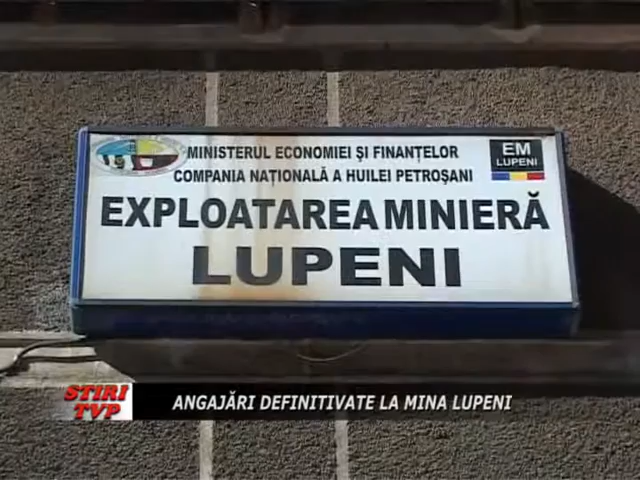 MINISTERUL ECONOMIEI ŞI FINANŢELOR
COMPANIA NAŢIONALĂ A HUILEI PETROŞANI
EM
LUPENI
EXPLOATAREA MINIERĂ
LUPENI
STIRI
TVP
ANGAJĂRI DEFINITIVATE LA MINA LUPENI